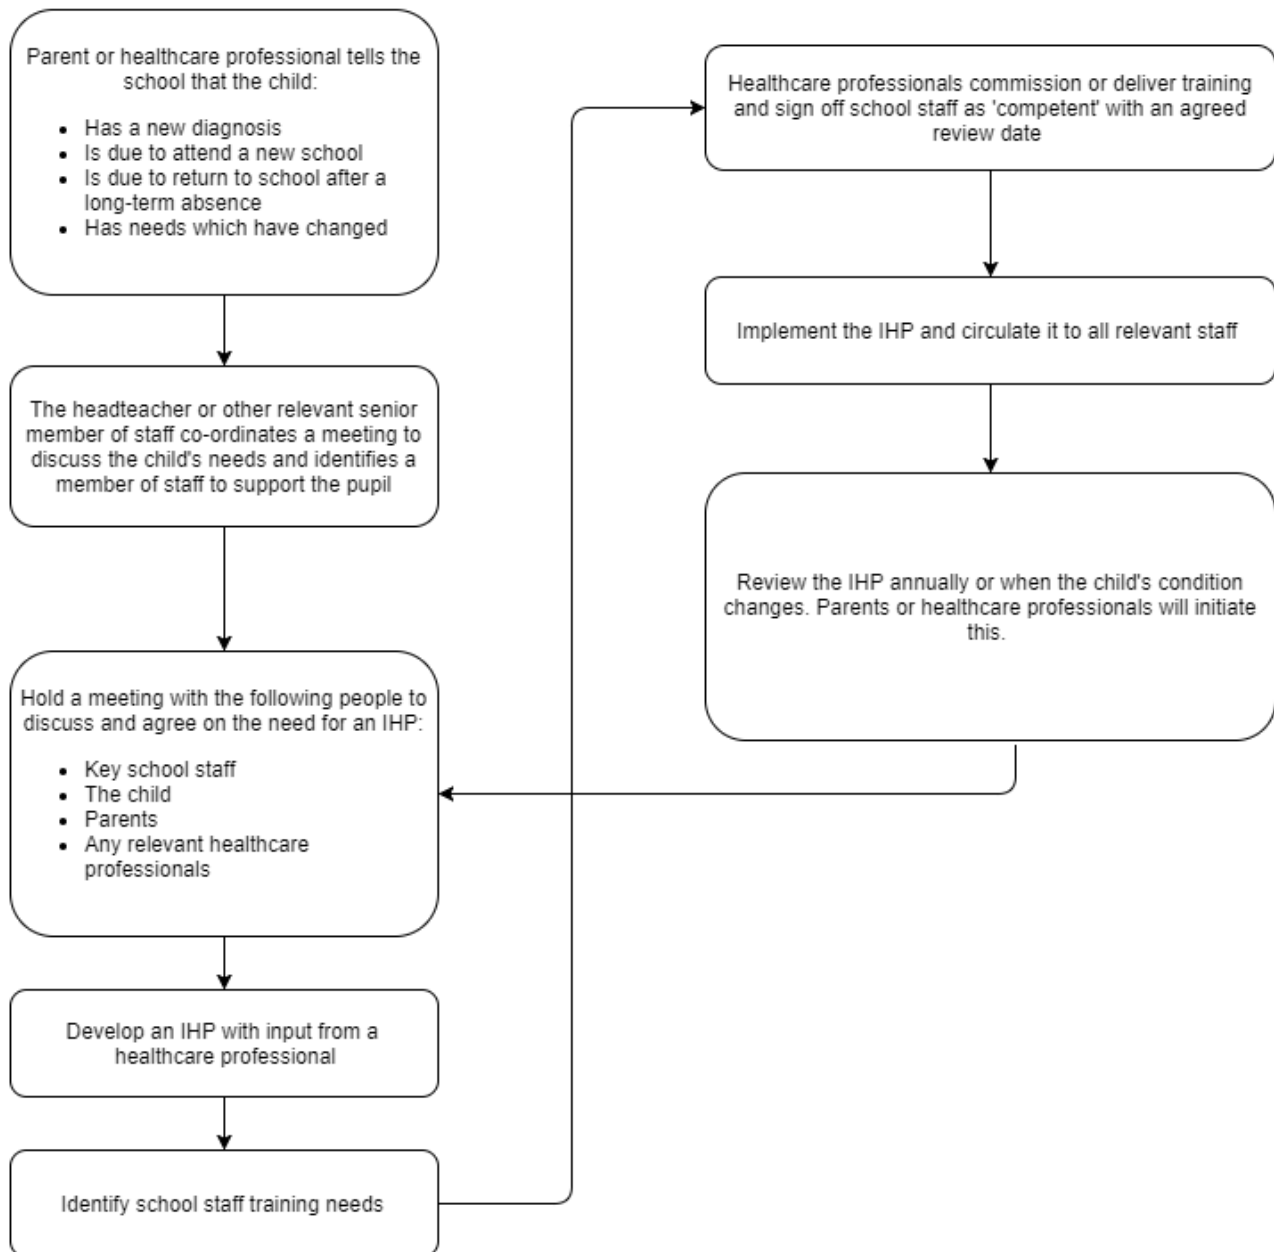 Parent or healthcare professional tells the
school that the child:
• Has a new diagnosis
• Is due to attend a new school
• Is due to return to school after a
long-term absence
• Has needs which have changed
The headteacher or other relevant senior
member of staff co-ordinates a meeting to
discuss the child's needs and identifies a
member of staff to support the pupil
Hold a meeting with the following people to
discuss and agree on the need for an IHP:
• Key school staff
• The child
• Parents
• Any relevant healthcare
professionals
Develop an IHP with input from a
healthcare professional
Identify school staff training needs
Healthcare professionals commission or deliver training
and sign off school staff as 'competent' with an agreed
review date
Implement the IHP and circulate it to all relevant staff
Review the IHP annually or when the child's condition
changes. Parents or healthcare professionals will initiate
this.